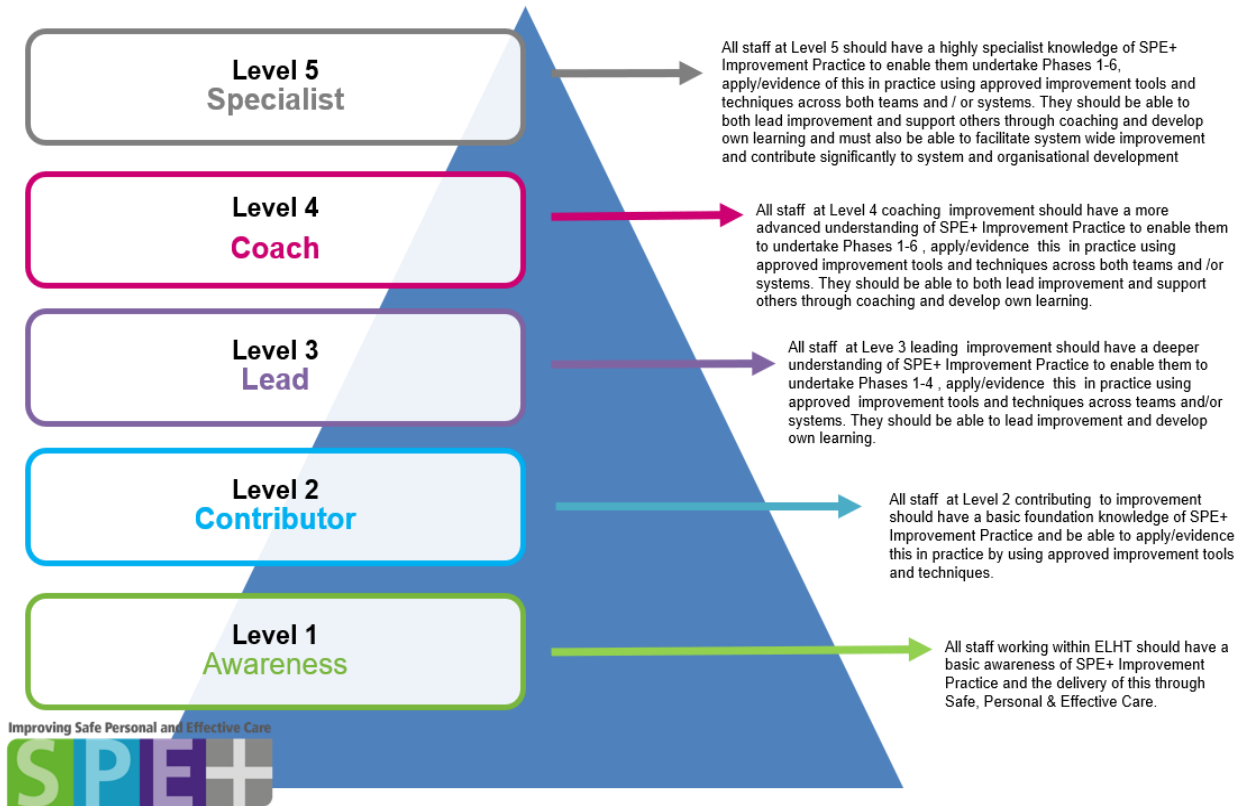 Level 5
Specialist
All staff at Level 5 should have a highly specialist knowledge of SPE+
Improvement Practice to enable them undertake Phases 1-6,
apply/evidence of this in practice using approved improvement tools and
techniques across both teams and / or systems. They should be able to
both lead improvement and support others through coaching and develop
own learning and must also be able to facilitate system wide improvement
and contribute significantly to system and organisational development
Level 4
Coach
All staff at Level 4 coaching improvement should have a more
advanced understanding of SPE+ Improvement Practice to enable them
to undertake Phases 1-6 , apply/evidence this in practice using
approved improvement tools and techniques across both teams and /or
systems. They should be able to both lead improvement and support
others through coaching and develop own learning.
Level 3
Lead
All staff at Leve 3 leading improvement should have a deeper
understanding of SPE+ Improvement Practice to enable them to
undertake Phases 1-4 , apply/evidence this in practice using
approved improvement tools and techniques across teams and/or
systems. They should be able to lead improvement and develop
own learning.
Level 2
Contributor
All staff at Level 2 contributing to improvement
should have a basic foundation knowledge of SPE+
Improvement Practice and be able to apply/evidence
this in practice by using approved improvement tools
and techniques.
Level 1
Awareness
All staff working within ELHT should have a
basic awareness of SPE+ Improvement
Practice and the delivery of this through
Safe, Personal & Effective Care.
Improving Safe Personal and Effective Care
SPE+